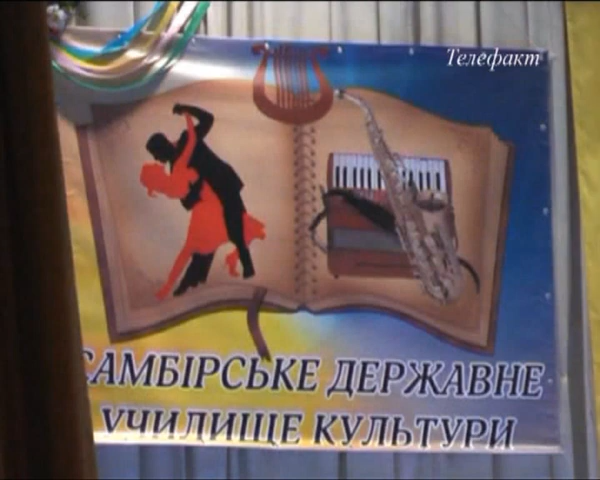 Телефакт
САМБІРСЬКЕ ДЕРЖАВНЕ
УЧИЛИЩЕ КУЛЬТУРИ